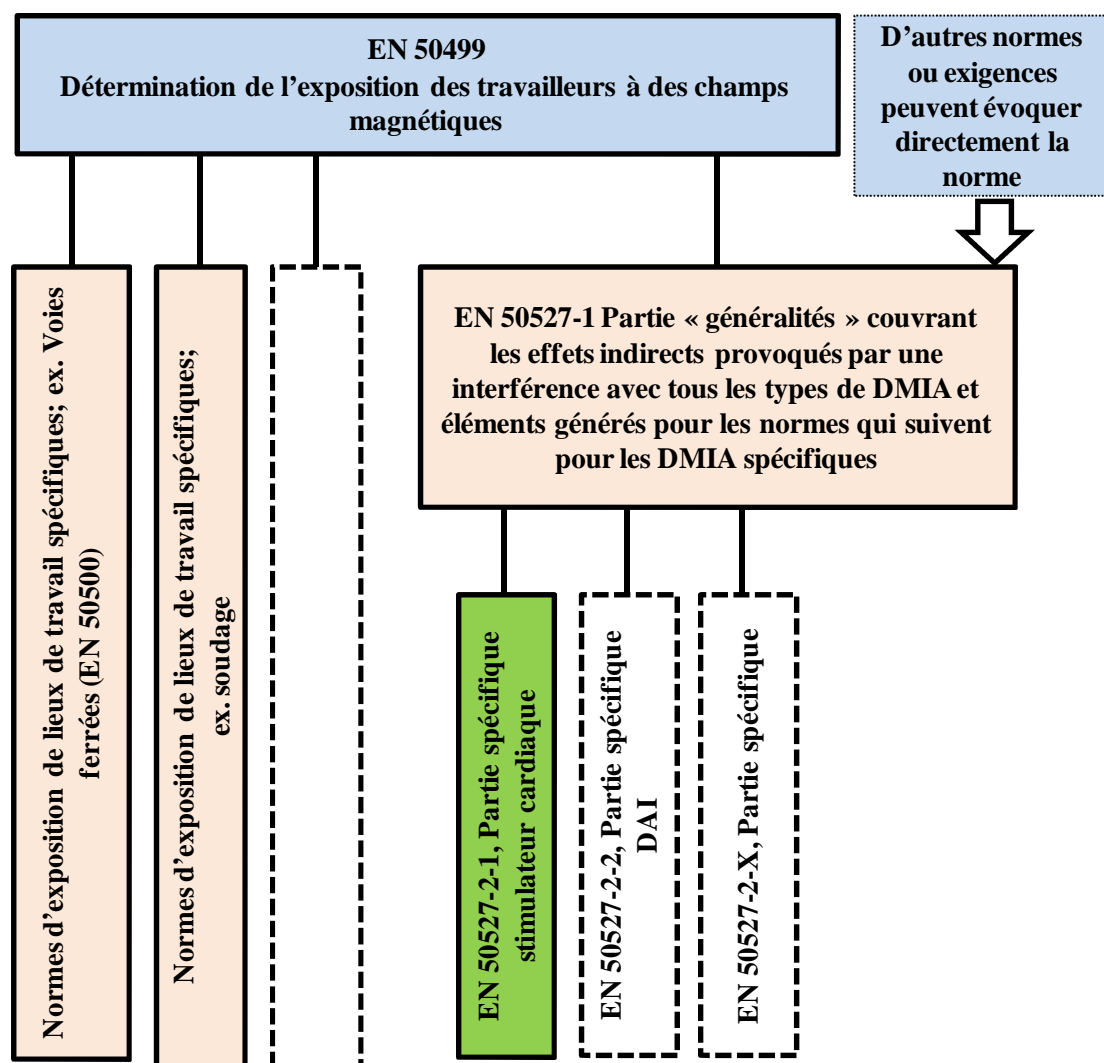 EN 50499
Détermination de l’exposition des travailleurs à des champs
magnétiques
D’autres normes
ou exigences
peuvent évoquer
directement la
norme
Normes d’exposition de lieux de travail spécifiques; ex. Voies
ferrées (EN 50500)
Normes d’exposition de lieux de travail spécifiques;
ex. soudage
EN 50527-1 Partie « généralités » couvrant
les effets indirects provoqués par une
interférence avec tous les types de DMIA et
éléments générés pour les normes qui suivent
pour les DMIA spécifiques
EN 50527-2-1, Partie spécifique
stimulateur cardiaque
EN 50527-2-2, Partie spécifique
DAI
EN 50527-2-X, Partie spécifique